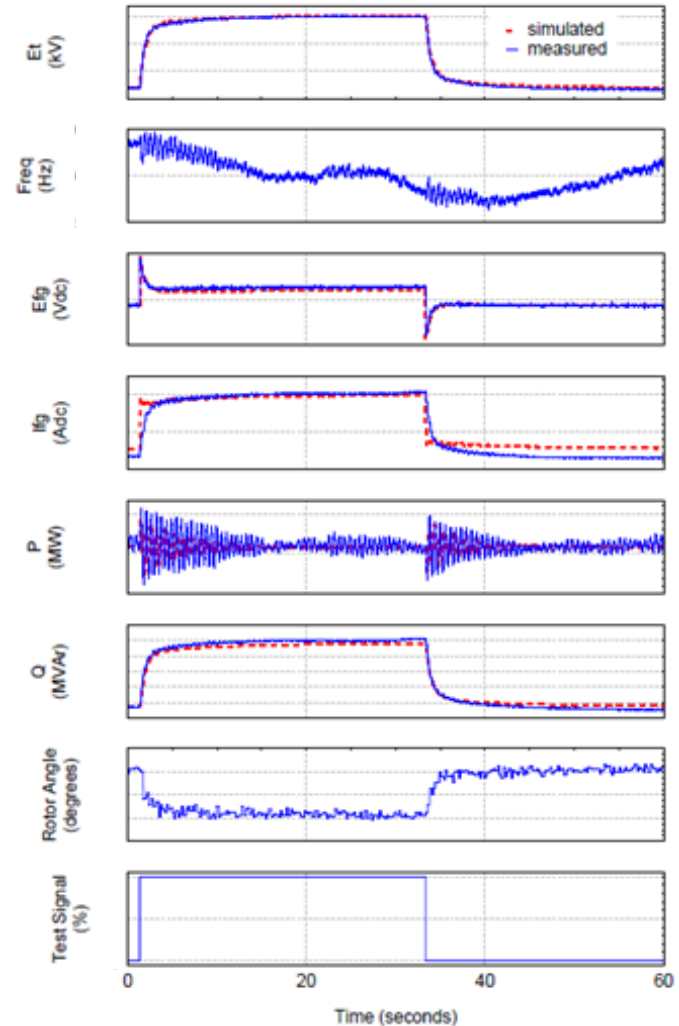 Et
(kV)
simulated
measured
Freq
(Hz)
Efg
(Vdc)
Ifg
(Adc)
P
(MW)
Q
(MVAr)
Rotor Angle
(degrees)
Test Signal
(%)
0 20 40 60
Time (seconds)